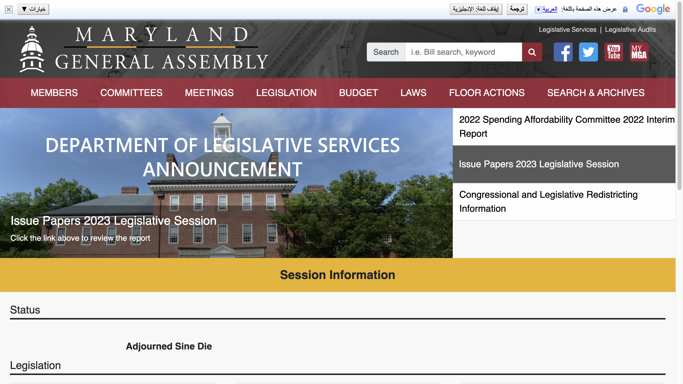 عرض هذه الصفحة باللغة: العربية ترجمة إيقاف للغة: الإنجليزية خيارات ▼
Google
Legislative Services | Legislative Audits
MARYLAND
GENERAL ASSEMBLY
Search i.e. Bill search, keyword
You Tube
MY MGA
MEMBERS COMMITTEES MEETINGS LEGISLATION BUDGET LAWS FLOOR ACTIONS SEARCH & ARCHIVES
DEPARTMENT OF LEGISLATIVE SERVICES
ANNOUNCEMENT
Issue Papers 2023 Legislative Session
Click the link above to review the report
2022 Spending Affordability Committee 2022 Interim
Report
Issue Papers 2023 Legislative Session
Congressional and Legislative Redistricting
Information
Session Information
Status
Adjourned Sine Die
Legislation